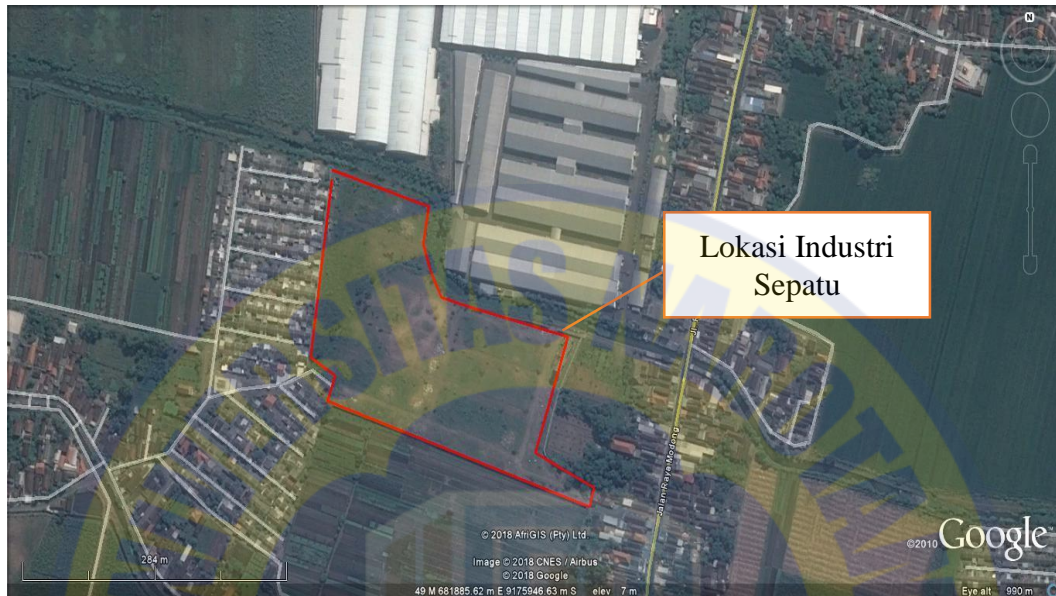 N
Lokasi Industri
Sepatu
Jalan Raya Modong
© 2018 AfriGIS (Pty) Ltd
Image © 2018 CNES / Airbus
© 2018 Google
©2010 Google
284 m
49 M 681885.62 m E 9175946.63 m S elev 7 m
Eye alt 990 m